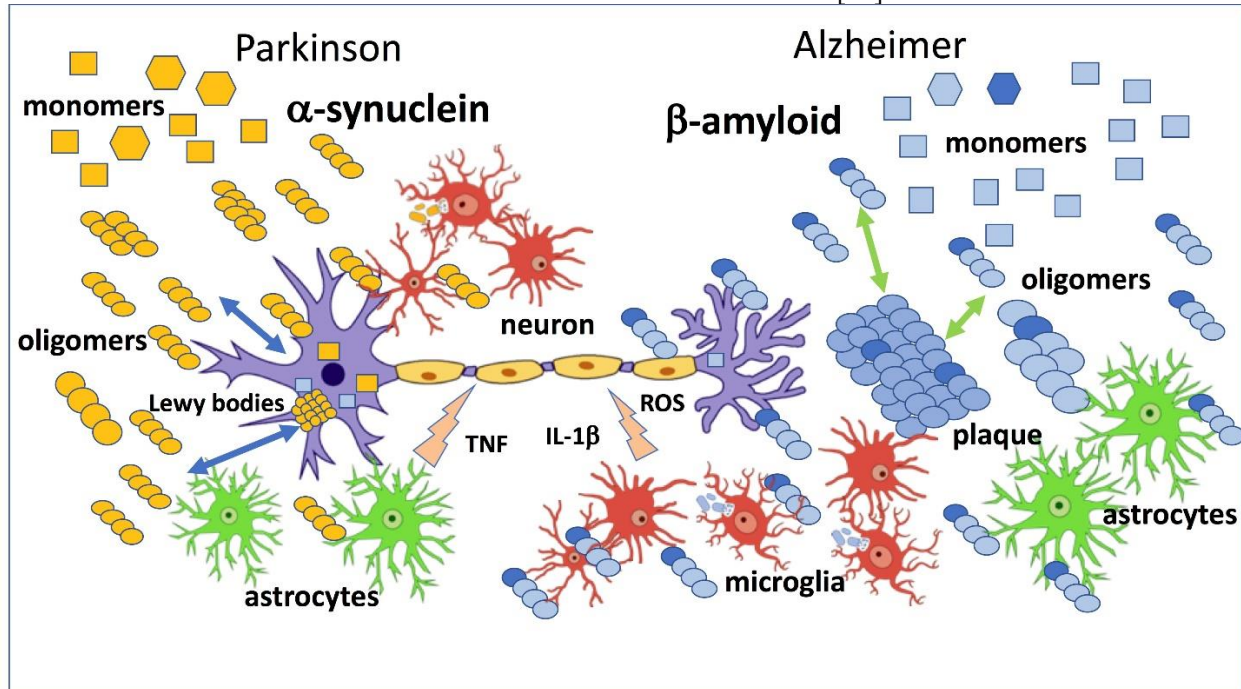 Parkinson
Alzheimer
monomers
α-synuclein
β-amyloid
monomers
oligomers
neuron
oligomers
Lewy bodies
ROS
TNF
IL-1β
plaque
astrocytes
microglia
astrocytes